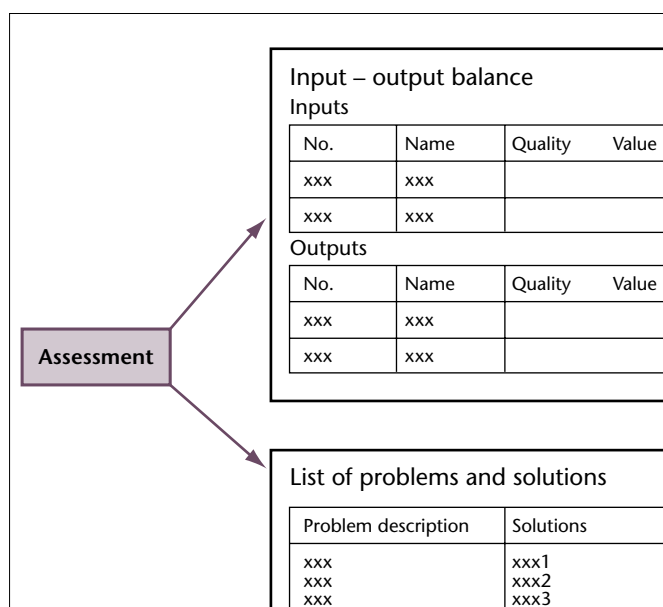 Input – output balance
Inputs
No. Name Quality Value
xxx xxx
xxx xxx
Outputs
No. Name Quality Value
xxx xxx
xxx xxx
Assessment
List of problems and solutions
Problem description Solutions
xxx xxx1
xxx xxx2
xxx xxx3